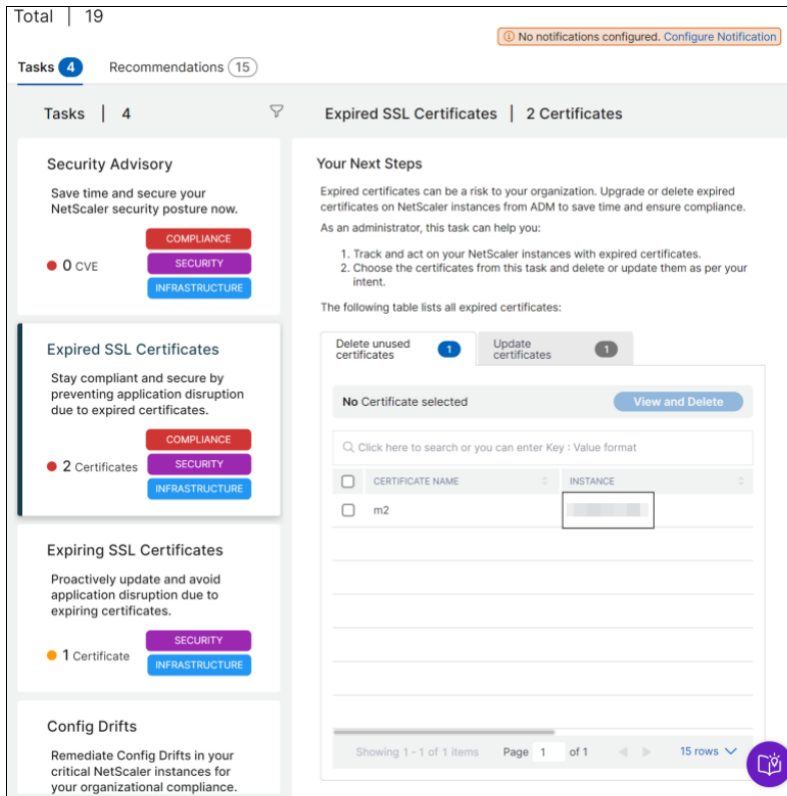 Total | 19
No notifications configured. Configure Notification
Tasks 4 Recommendations 15
Tasks | 4
Security Advisory
Save time and secure your
NetScaler security posture now.
COMPLIANCE
0 CVE
SECURITY
INFRASTRUCTURE
Expired SSL Certificates
Stay compliant and secure by
preventing application disruption
due to expired certificates.
COMPLIANCE
2 Certificates
SECURITY
INFRASTRUCTURE
Expiring SSL Certificates
Proactively update and avoid
application disruption due to
expiring certificates.
SECURITY
1 Certificate
INFRASTRUCTURE
Config Drifts
Remediate Config Drifts in your
critical NetScaler instances for
your organizational compliance.
Expired SSL Certificates | 2 Certificates
Your Next Steps
Expired certificates can be a risk to your organization. Upgrade or delete expired
certificates on NetScaler instances from ADM to save time and ensure compliance.
As an administrator, this task can help you:
1. Track and act on your NetScaler instances with expired certificates.
2. Choose the certificates from this task and delete or update them as per your
intent.
The following table lists all expired certificates:
Delete unused
certificates
1
Update
certificates
1
No Certificate selected View and Delete
Click here to search or you can enter Key : Value format
CERTIFICATE NAME INSTANCE
m2
Showing 1 - 1 of 1 items Page 1 of 1 15 rows